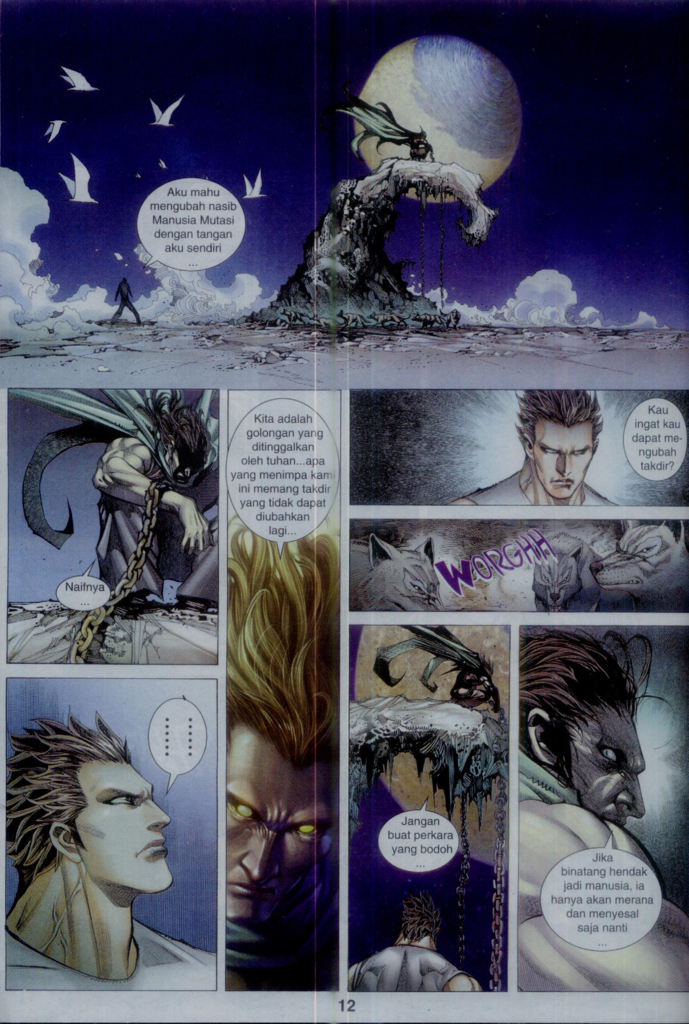 Aku mahu
mengubah nasib
Manusia Mutasi
dengan tangan
aku sendiri
...
Naifnya
...
Kita adalah
golongan yang
ditinggalkan
oleh tuhan...apa
yang menimpa kami
ini memang takdir
yang tidak dapat
diubahkan
lagi...
Kau
ingat kau
dapat me-
ngubah
takdir?
WORGHH
......
......
Jangan
buat perkara
yang bodoh
...
Jika
binatang hendak
jadi manusia, ia
hanya akan merana
dan menyesal
saja nanti
...
12